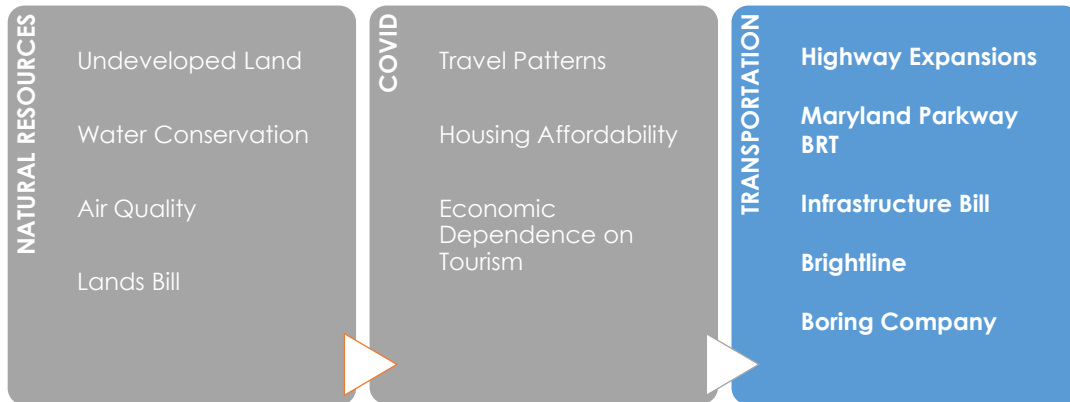 NATURAL RESOURCES
Undeveloped Land
Water Conservation
Air Quality
Lands Bill
COVID
Travel Patterns
Housing Affordability
Economic
Dependence on
Tourism
TRANSPORTATION
Highway Expansions
Maryland Parkway
BRT
Infrastructure Bill
Brightline
Boring Company